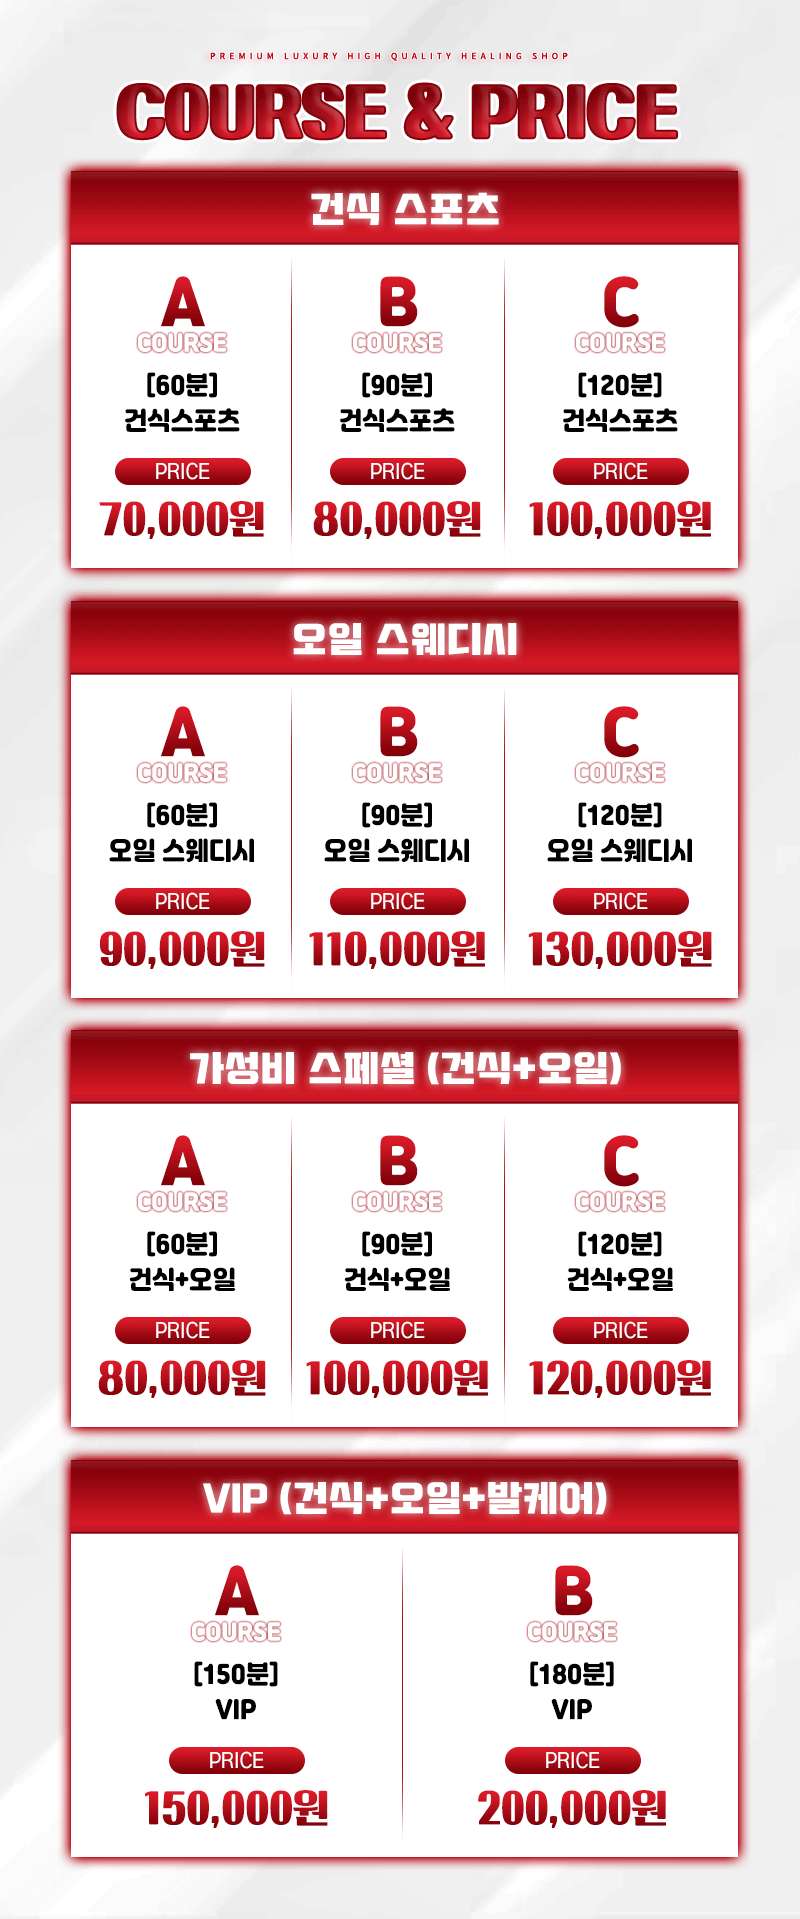 PREMIUM LUXURY HIGH QUALITY HEALING SHOP
COURSE & PRICE
건식 스포츠
A
COURSE
[60분]
건식스포츠
PRICE
70,000원
B
COURSE
[90분]
건식스포츠
PRICE
80,000원
C
COURSE
[120분]
건식스포츠
PRICE
100,000원
오일 스웨디시
A
COURSE
[60분]
오일 스웨디시
PRICE
90,000원
B
COURSE
[90분]
오일 스웨디시
PRICE
110,000원
C
COURSE
[120분]
오일 스웨디시
PRICE
130,000원
가성비 스페셜 (건식+오일)
A
COURSE
[60분]
건식+오일
PRICE
80,000원
B
COURSE
[90분]
건식+오일
PRICE
100,000원
C
COURSE
[120분]
건식+오일
PRICE
120,000원
VIP (건식+오일+발케어)
A
COURSE
[150분]
VIP
PRICE
150,000원
B
COURSE
[180분]
VIP
PRICE
200,000원